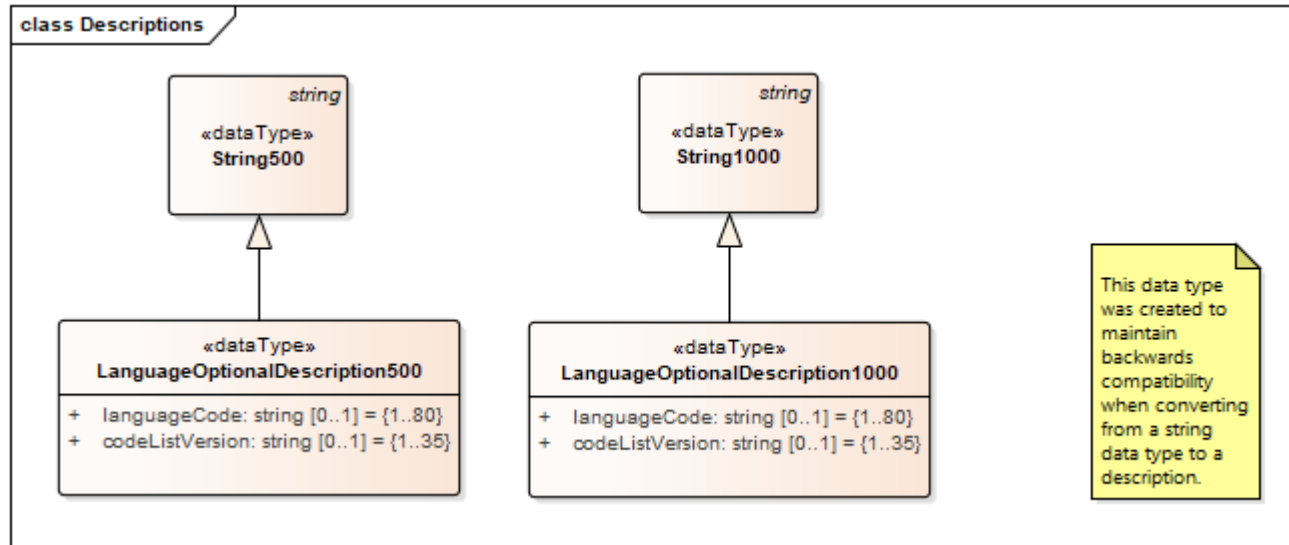 class Descriptions
string
«dataType»
String500
string
«dataType»
String1000
«dataType»
LanguageOptionalDescription500
+ languageCode: string [0..1] = {1..80}
+ codeListVersion: string [0..1] = {1..35}
«dataType»
LanguageOptionalDescription1000
+ languageCode: string [0..1] = {1..80}
+ codeListVersion: string [0..1] = {1..35}
This data type
was created to
maintain
backwards
compatibility
when converting
from a string
data type to a
description.